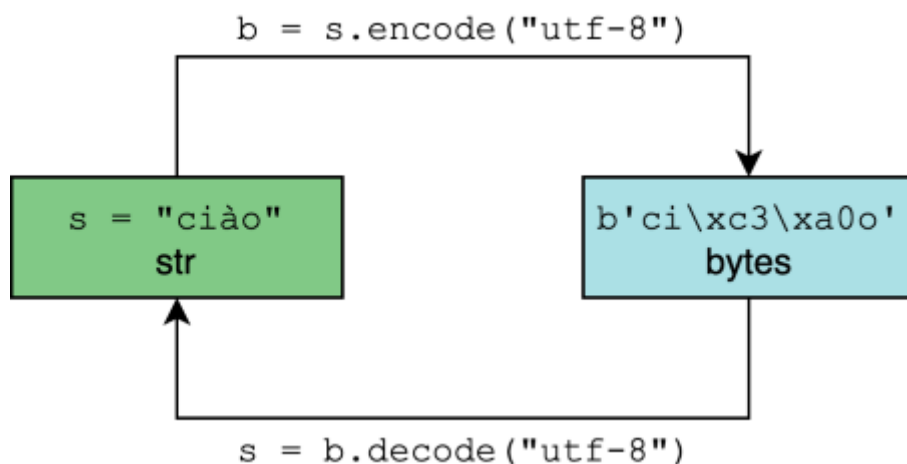 b = s.encode("utf-8")
s = "ciào"
str
b'ci\xc3\xa0o'
bytes
s = b.decode("utf-8")